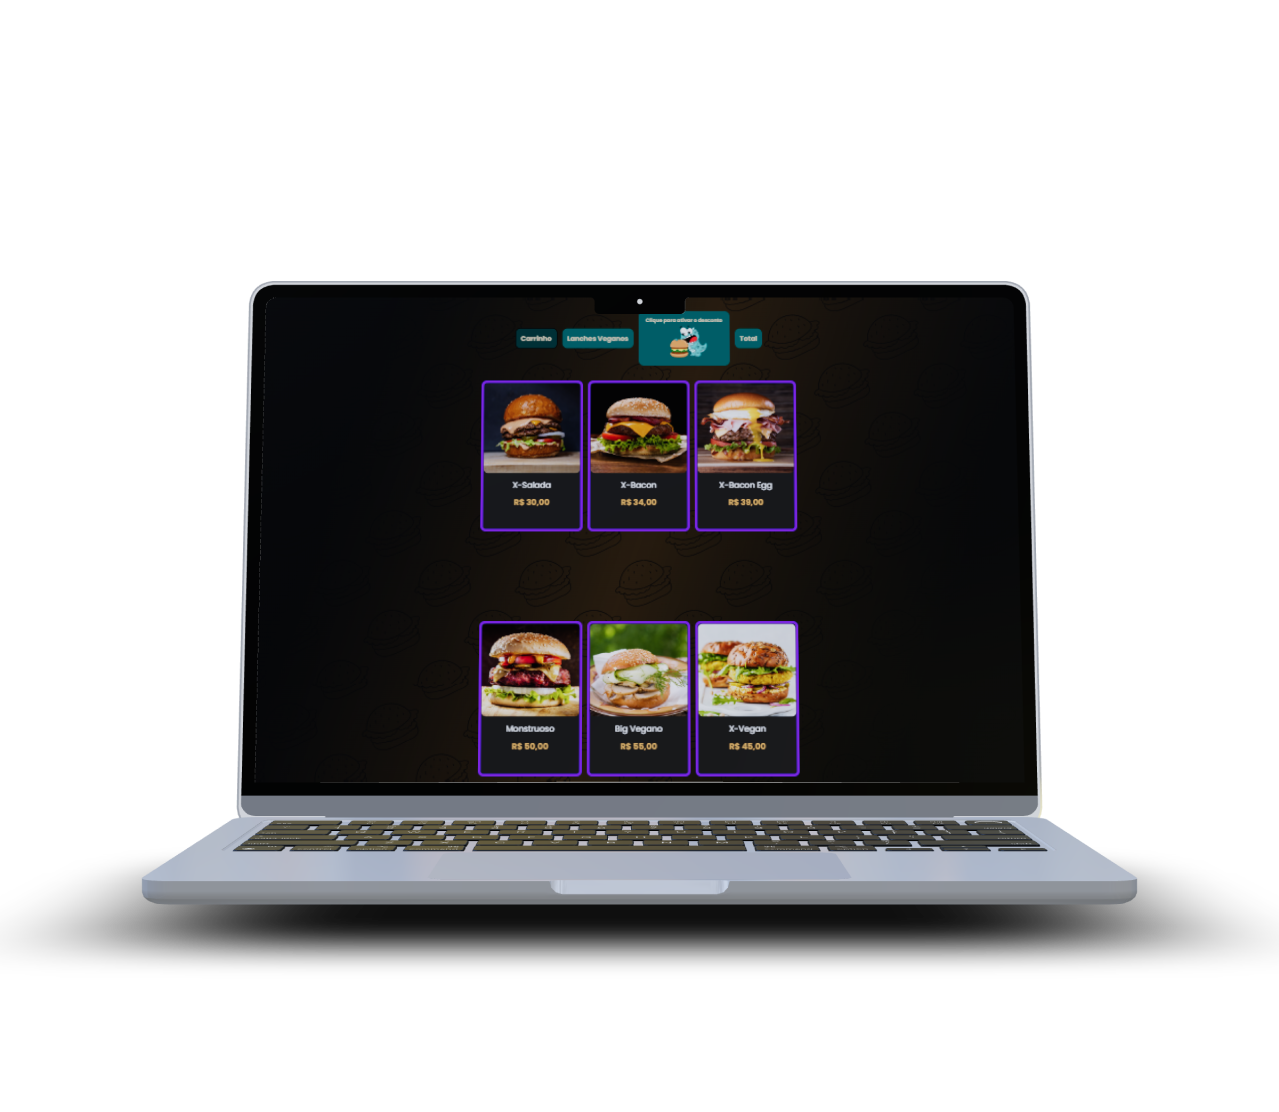 Clique para ativar o desconto
Carrinho
Lanches Veganos
Total
X-Salada
X-Bacon
X-Bacon Egg
R$ 30,00
R$ 34,00
R$ 39,00
Monstruoso
Big Vegano
X-Vegan
R$ 50,00
R$ 55,00
R$ 45,00